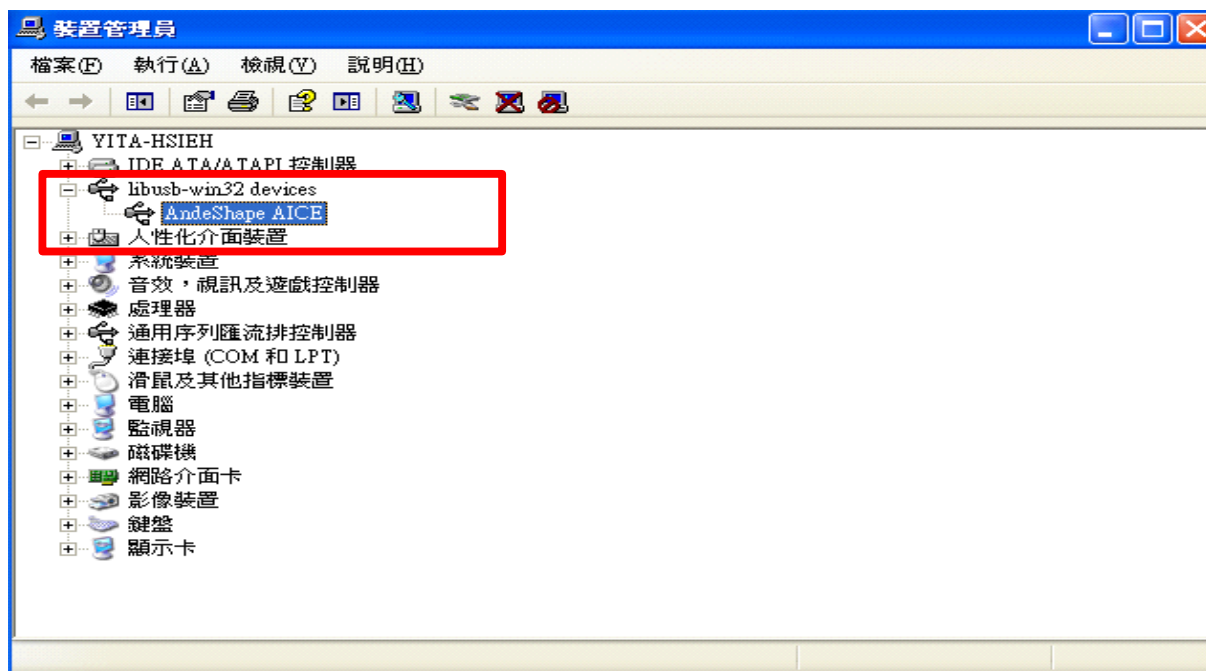 裝置管理員
檔案(F) 執行(A) 檢視(V) 說明(H)
YITA-HSIEH
IDE ATA/ATAPI 控制器
libusb-win32 devices
AndeShape AICE
人性化介面裝置
系統裝置
音效，視訊及遊戲控制器
處理器
通用序列匯流排控制器
連接埠 (COM 和 LPT)
滑鼠及其他指標裝置
電腦
監視器
磁碟機
網路介面卡
影像裝置
鍵盤
顯示卡